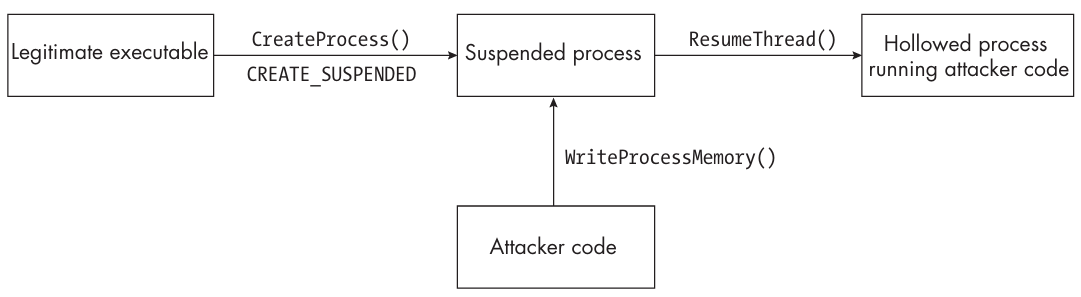 Legitimate executable
CreateProcess()
CREATE_SUSPENDED
Suspended process
ResumeThread()
Hollowed process
running attacker code
WriteProcessMemory()
Attacker code